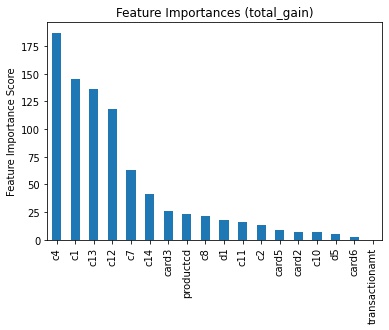 Feature Importances (total_gain)
Feature Importance Score
175
150
125
100
75
50
25
0
c4
c1
c13
c12
c7
c14
card3
productcd
c8
d1
c11
c2
card5
card2
c10
d5
card6
transactionamt